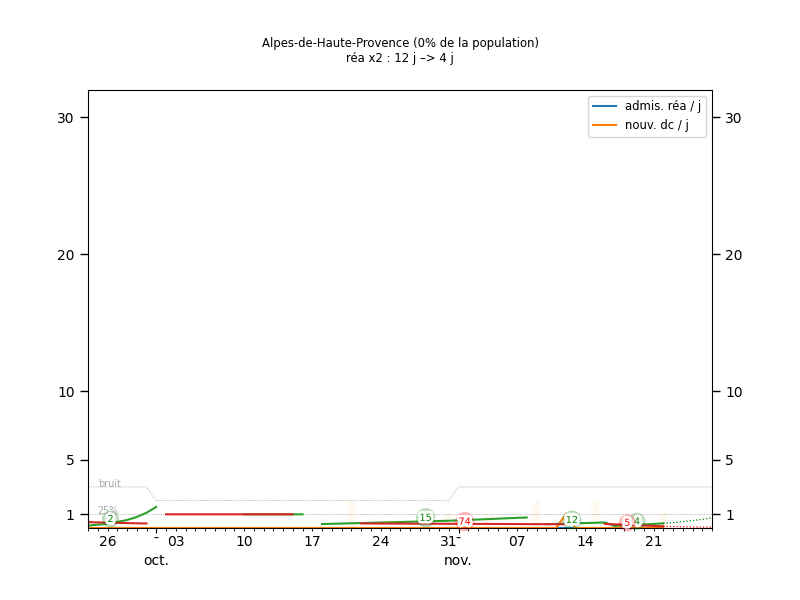 Alpes-de-Haute-Provence (0% de la population)
réa x2 : 12 j –> 4 j
admis. réa / j
nouv. dc / j
30 30
20 20
10 10
5 5
bruit
25%
1 1
2 15 74 12 5 4
26 - 03 10 17 24 31 - 07 14 21
oct. nov.